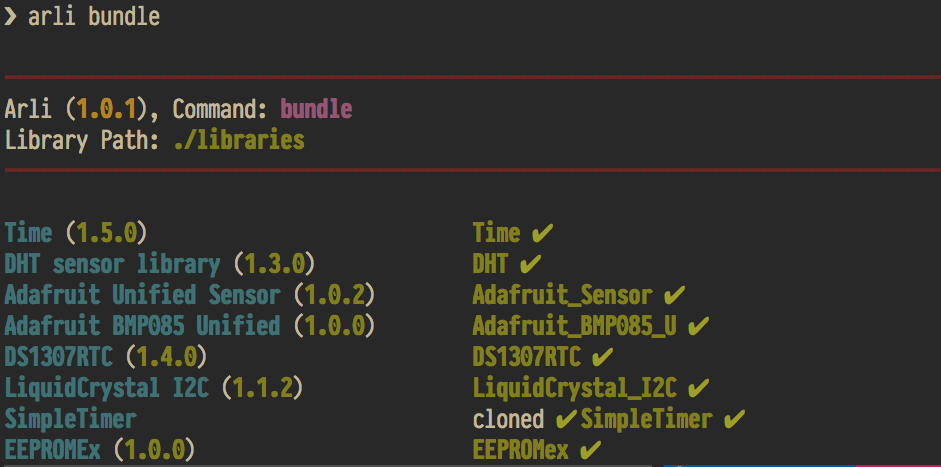 ❯ arli bundle
Arli (1.0.1), Command: bundle
Library Path: ./libraries
Time (1.5.0) Time ✔
DHT sensor library (1.3.0) DHT ✔
Adafruit Unified Sensor (1.0.2) Adafruit_Sensor ✔
Adafruit BMP085 Unified (1.0.0) Adafruit_BMP085_U ✔
DS1307RTC (1.4.0) DS1307RTC ✔
LiquidCrystal I2C (1.1.2) LiquidCrystal_I2C ✔
SimpleTimer cloned ✔SimpleTimer ✔
EEPROMEx (1.0.0) EEPROMex ✔